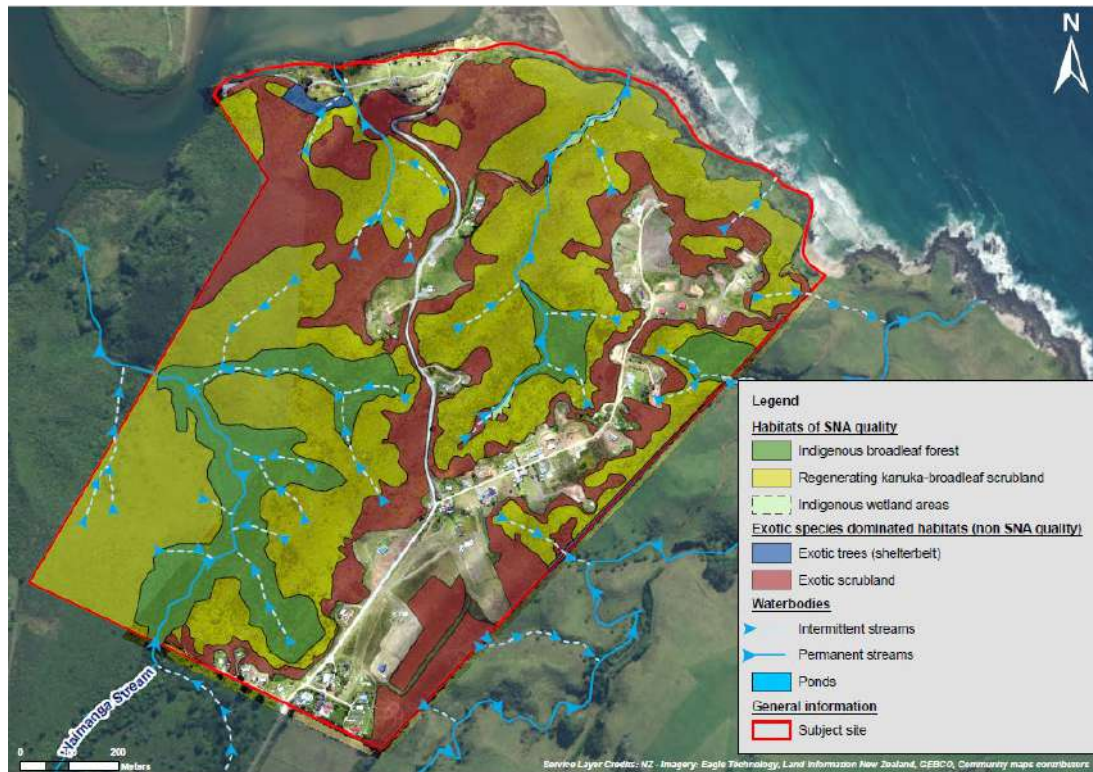 N
Legend
Habitats of SNA quality
Indigenous broadleaf forest
Regenerating kanuka-broadleaf scrubland
Indigenous wetland areas
Exotic species dominated habitats (non SNA quality)
Exotic trees (shelterbelt)
Exotic scrubland
Waterbodies
Intermittent streams
Permanent streams
Ponds
General information
Subject site
Stream
0 100 200
Meters
Service Layer Credits: NZ - Imagery: Eagle Technology, Land Information New Zealand, GEBCO, Community maps contributors